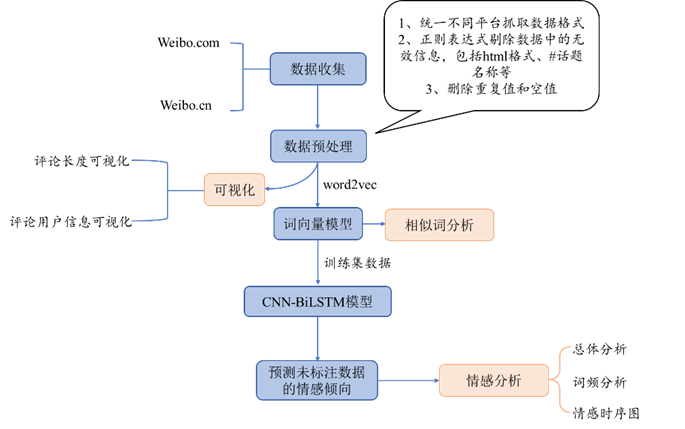 1、统一不同平台抓取数据格式
2、正则表达式剔除数据中的无
效信息，包括html格式、#话题
名称等
3、删除重复值和空值
Weibo.com
数据收集
Weibo.cn
数据预处理
评论长度可视化
可视化
word2vec
评论用户信息可视化
词向量模型
相似词分析
训练集数据
CNN-BiLSTM模型
预测未标注数据
的情感倾向
情感分析
总体分析
词频分析
情感时序图